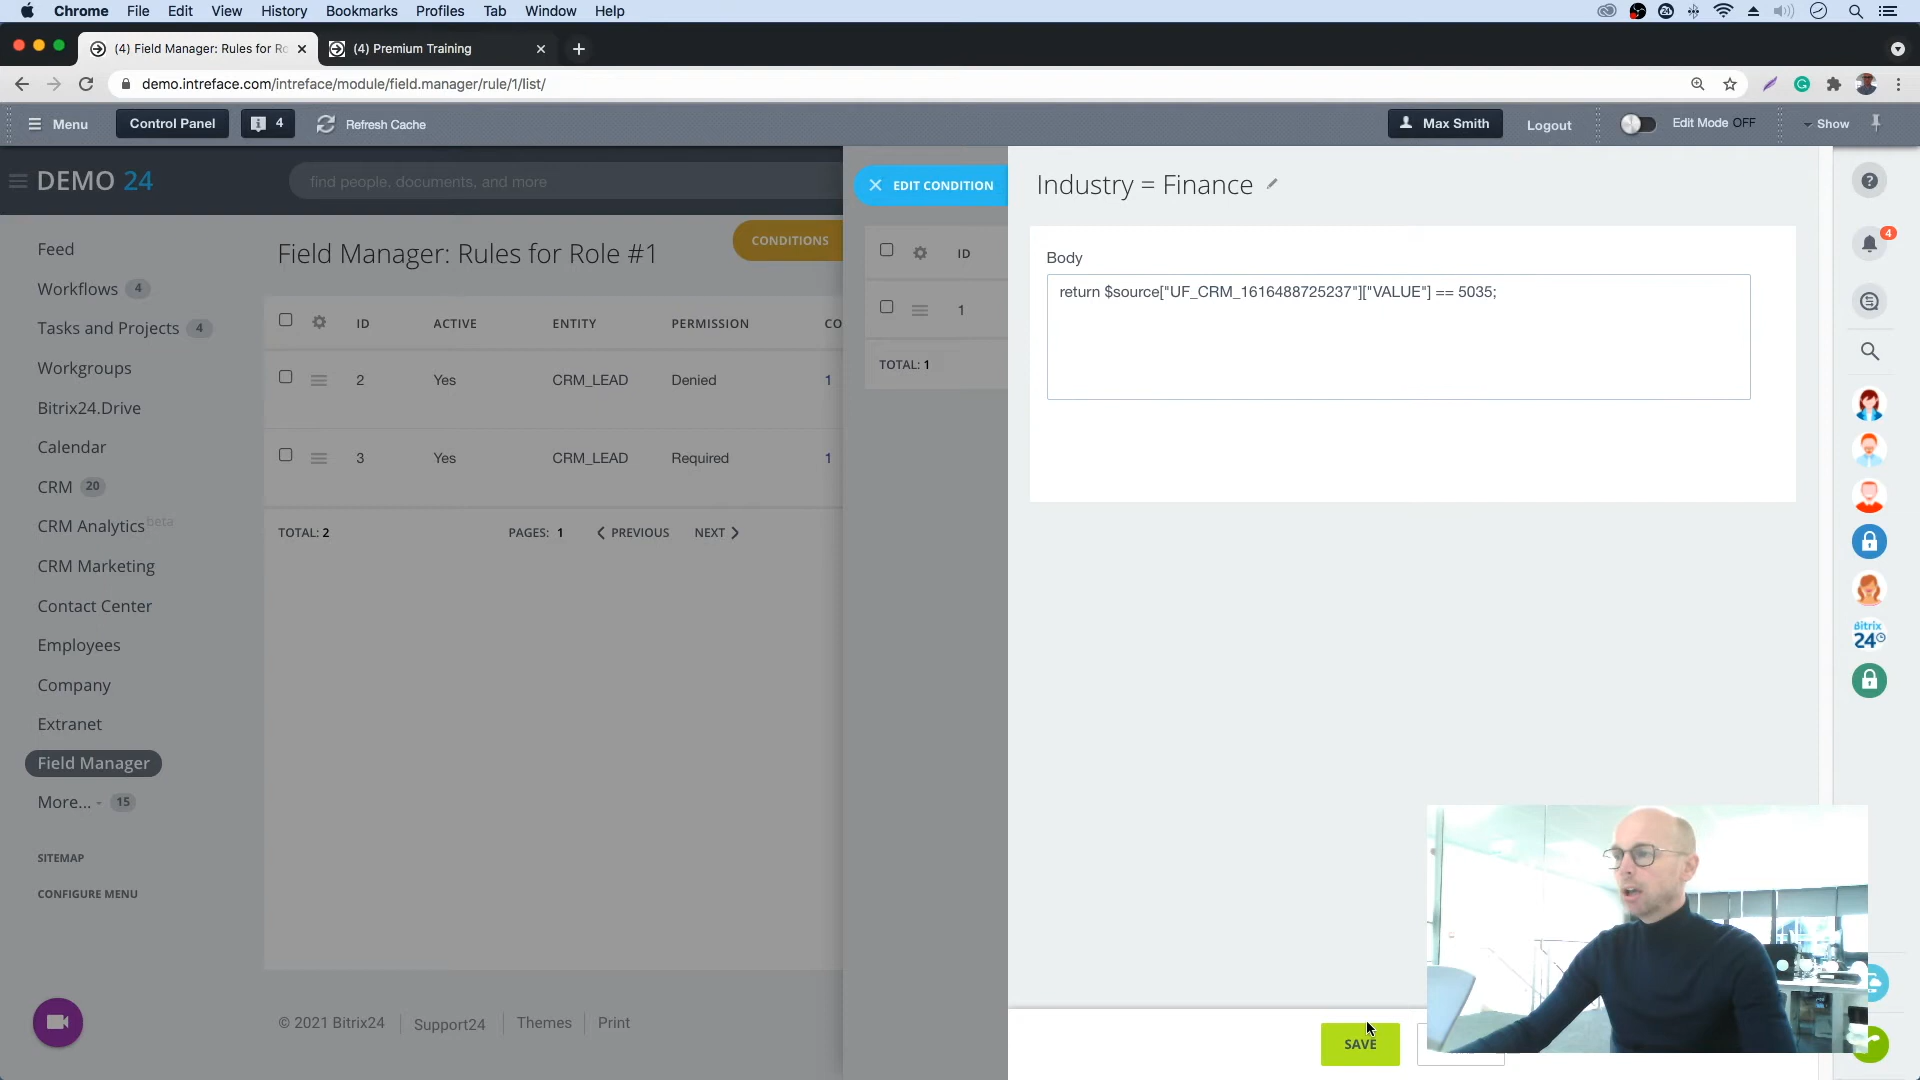 Chrome File Edit View History Bookmarks Profiles Tab Window Help
(4) Field Manager: Rules for Ro
(4) Premium Training
demo.intreface.com/intreface/module/field.manager/rule/1/list/
Menu Control Panel 4 Refresh Cache Max Smith Logout Edit Mode OFF Show
DEMO 24
find people, documents, and more
EDIT CONDITION
Industry = Finance
Feed
Workflows 4
Tasks and Projects 4
Workgroups
Bitrix24.Drive
Calendar
CRM 20
CRM Analytics beta
CRM Marketing
Contact Center
Employees
Company
Extranet
Field Manager
More... 15
SITEMAP
CONFIGURE MENU
Field Manager: Rules for Role #1
CONDITIONS
ID ACTIVE ENTITY PERMISSION CO
2 Yes CRM_LEAD Denied 1
3 Yes CRM_LEAD Required 1
TOTAL: 2 PAGES: 1 PREVIOUS NEXT
ID
1
TOTAL: 1
Body
return $source["UF_CRM_1616488725237"]["VALUE"] == 5035;
4
Bitrix
24
SAVE
© 2021 Bitrix24 Support24 Themes Print